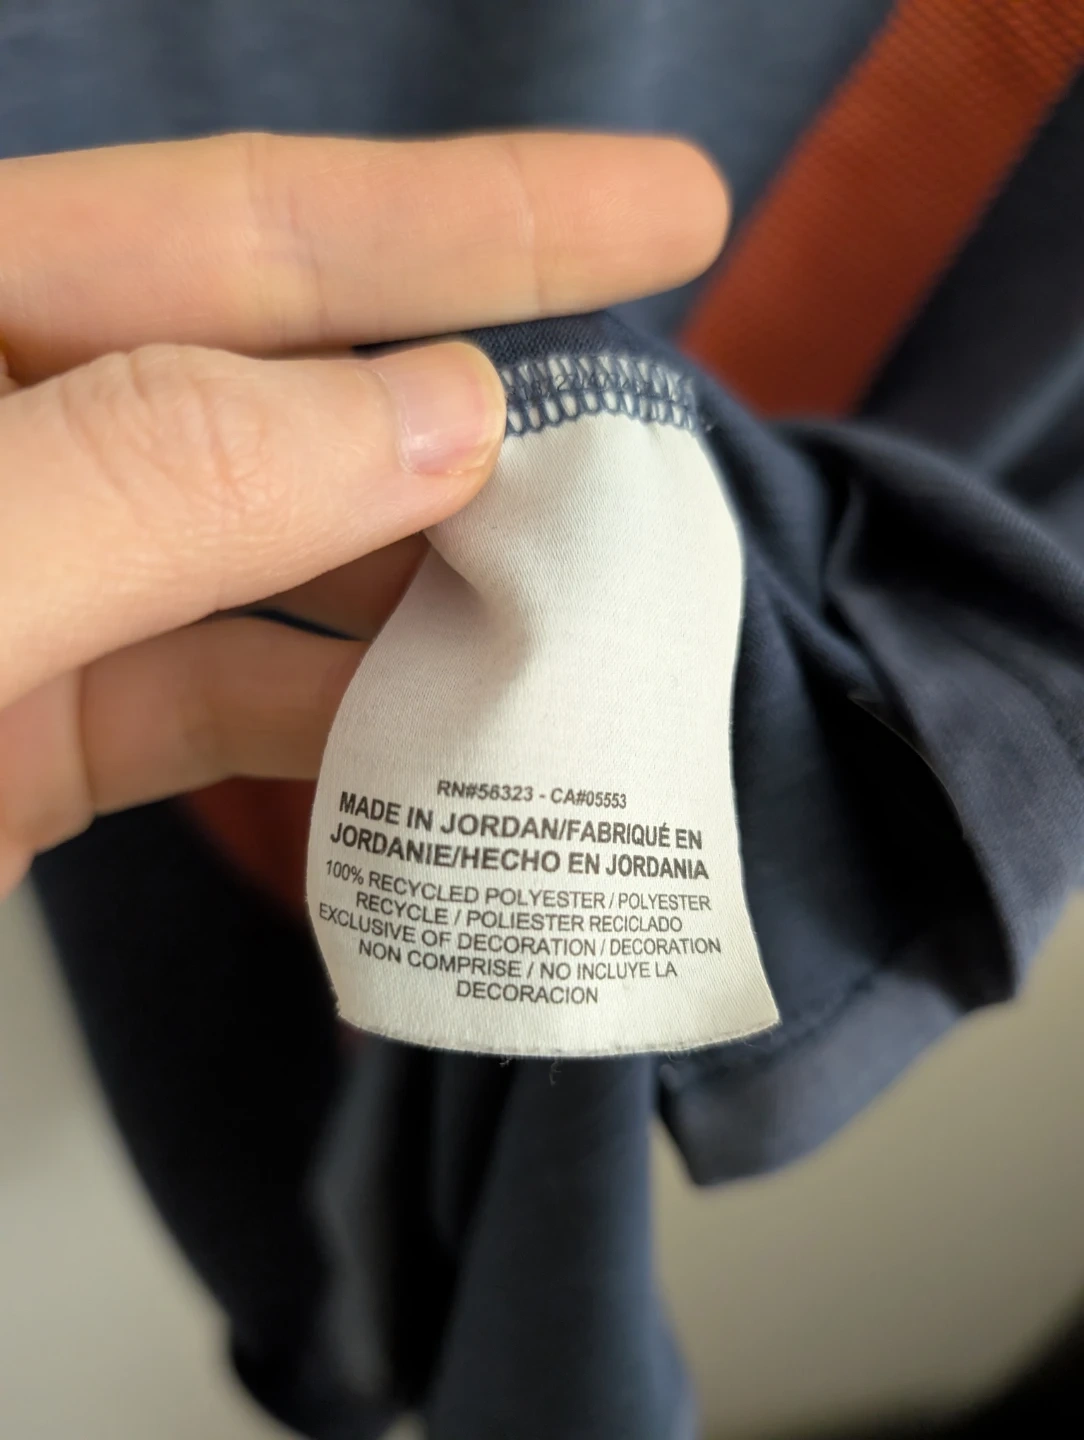 RN#56323 - CA#05553
MADE IN JORDAN/FABRIQUÉ EN
JORDANIE/HECHO EN JORDANIA
100% RECYCLED POLYESTER / POLYESTER
RECYCLE / POLIESTER RECICLADO
EXCLUSIVE OF DECORATION / DECORATION
NON COMPRISE / NO INCLUYE LA
DECORACION